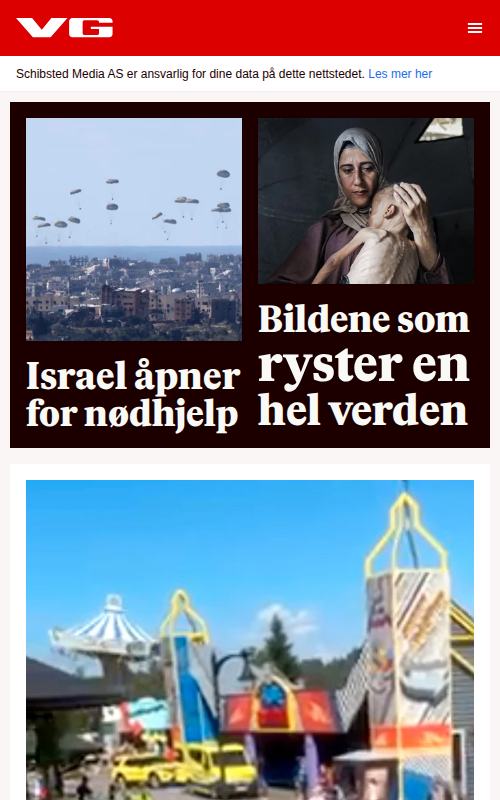 VG
Schibsted Media AS er ansvarlig for dine data på dette nettstedet. Les mer her
Israel åpner
for nødhjelp
Bildene som
ryster en
hel verden